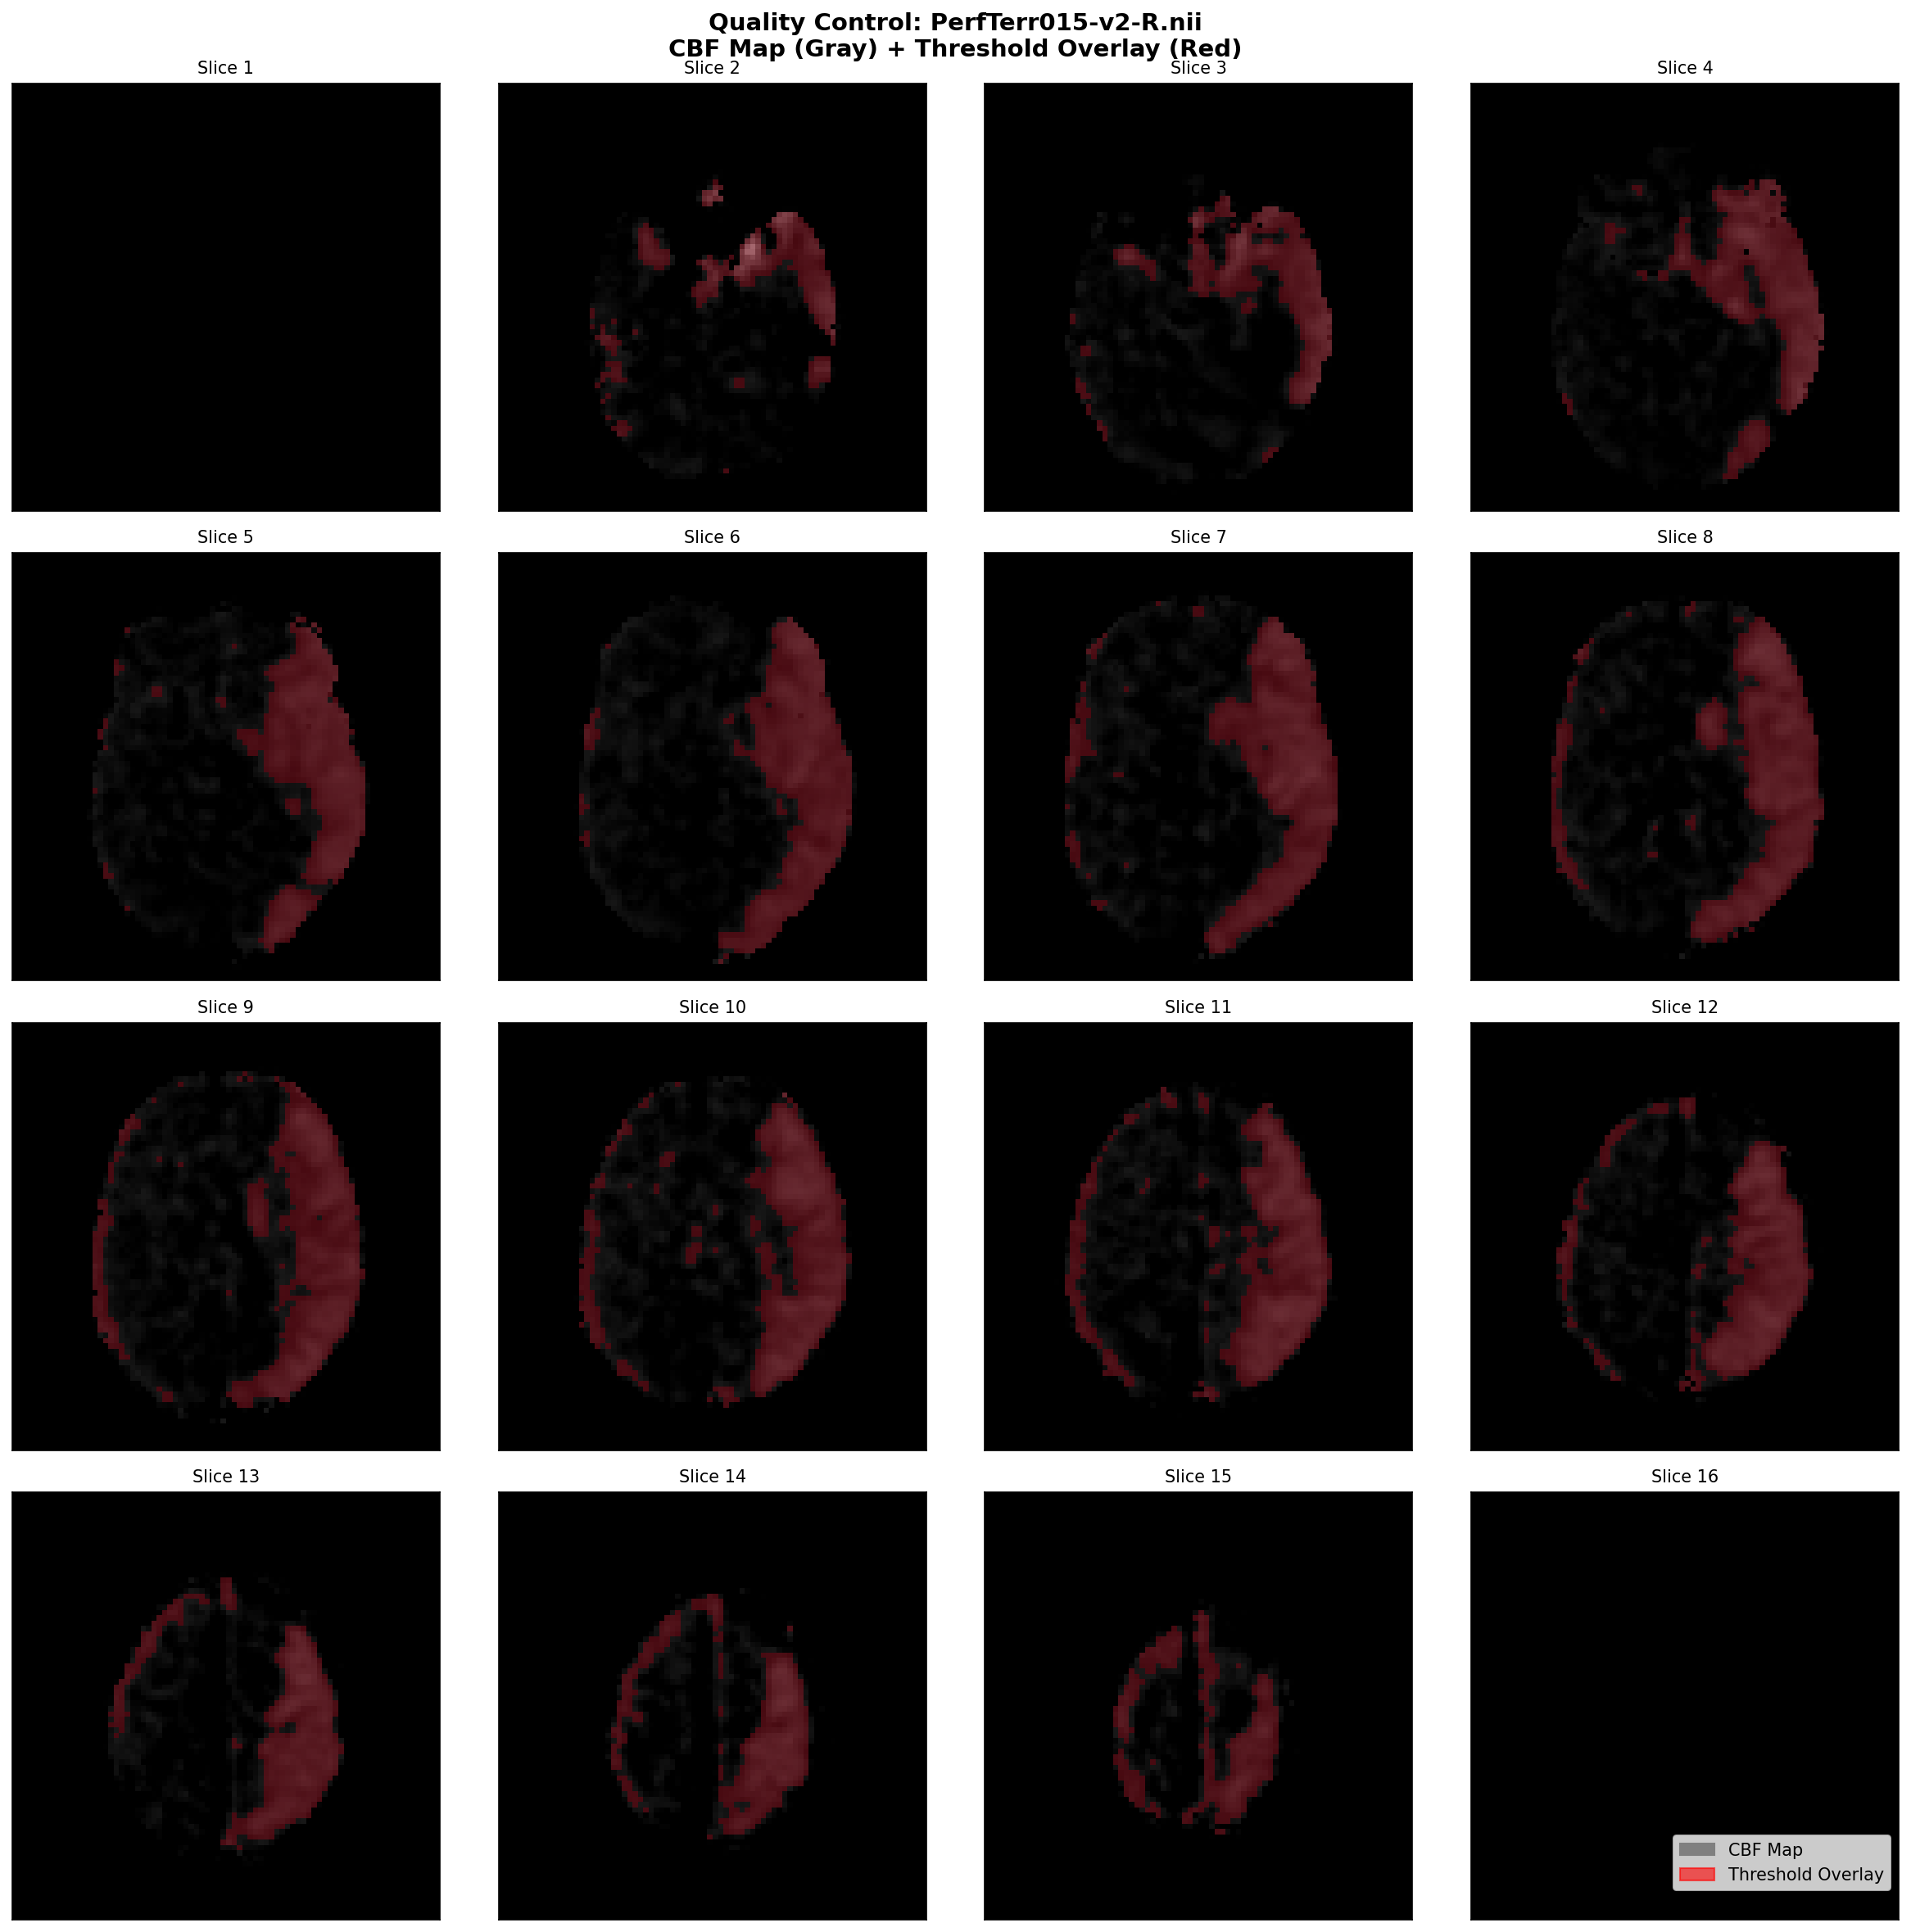 Quality Control: PerfTerr015-v2-R.nii
CBF Map (Gray) + Threshold Overlay (Red)
Slice 1
Slice 2
Slice 3
Slice 4
Slice 5
Slice 6
Slice 7
Slice 8
Slice 9
Slice 10
Slice 11
Slice 12
Slice 13
Slice 14
Slice 15
Slice 16
CBF Map
Threshold Overlay